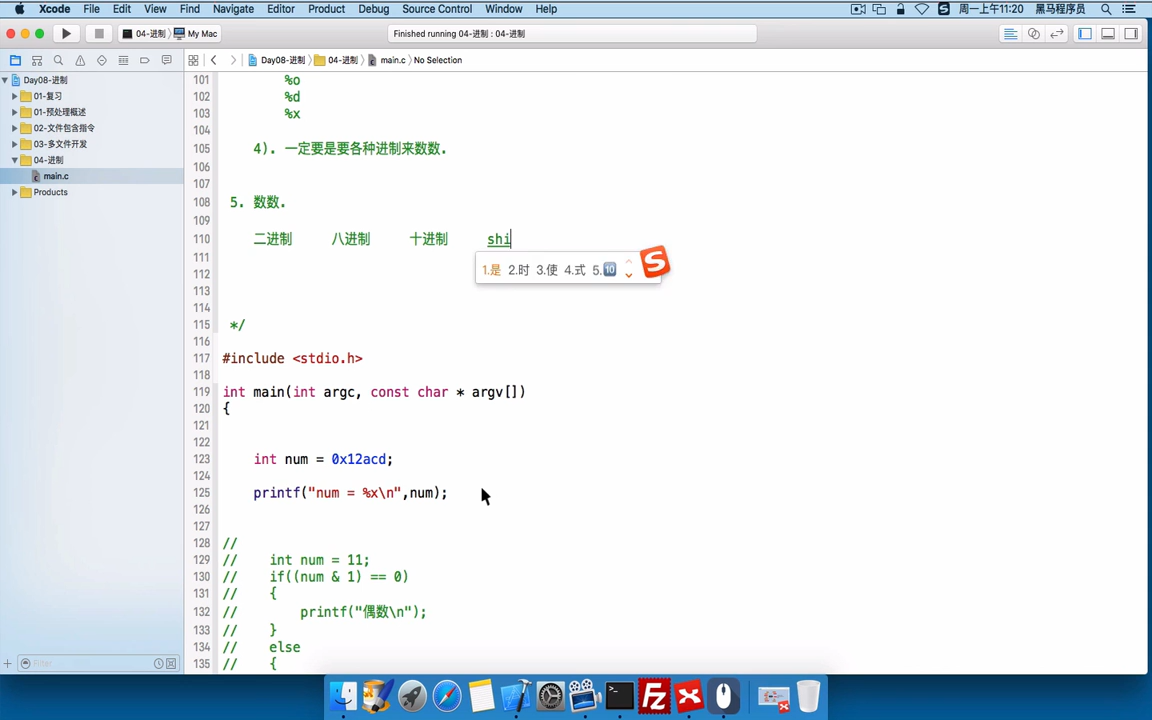 Xcode File Edit View Find Navigate Editor Product Debug Source Control Window Help 周一上午11:20 黑马程序员
04-进制 My Mac Finished running 04-进制 : 04-进制
Day08-进制 04-进制 main.c No Selection
Day08-进制
01-复习
01-预处理概述
02-文件包含指令
03-多文件开发
04-进制
main.c
Products
Filter
101 %o
102 %d
103 %x
104
105 4). 一定要是要各种进制来数数.
106
107
108 5. 数数.
109
110 二进制 八进制 十进制 shi
1.是 2.时 3.使 4.式 5.🔟
111
112
113
114
115 */
116
117 #include <stdio.h>
118
119 int main(int argc, const char * argv[])
120 {
121
122
123 int num = 0x12acd;
124
125 printf("num = %x\n",num);
126
127
128 //
129 // int num = 11;
130 // if((num & 1) == 0)
131 // {
132 // printf("偶数\n");
133 // }
134 // else
135 // {